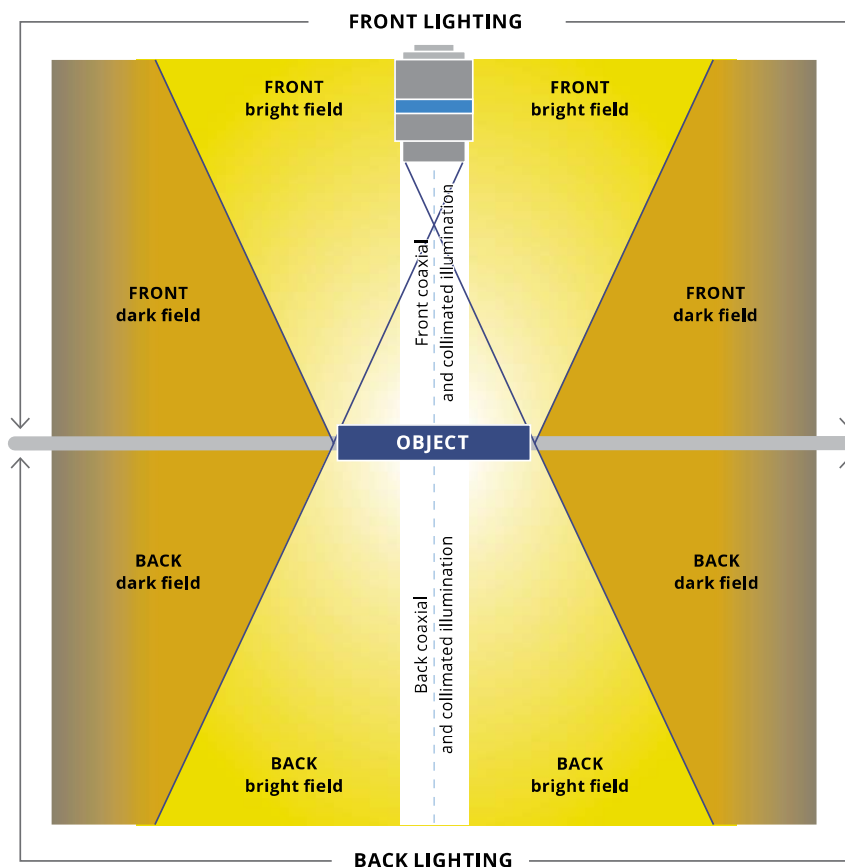 FRONT LIGHTING
FRONT
bright field
FRONT
bright field
Front coaxial
and collimated illumination
FRONT
dark field
FRONT
dark field
OBJECT
BACK
dark field
BACK
dark field
Back coaxial
and collimated illumination
BACK
bright field
BACK
bright field
BACK LIGHTING